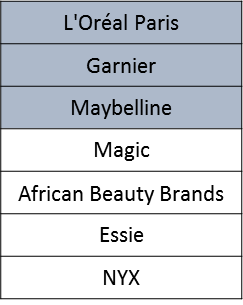 L'Oréal Paris
Garnier
Maybelline
Magic
African Beauty Brands
Essie
NYX